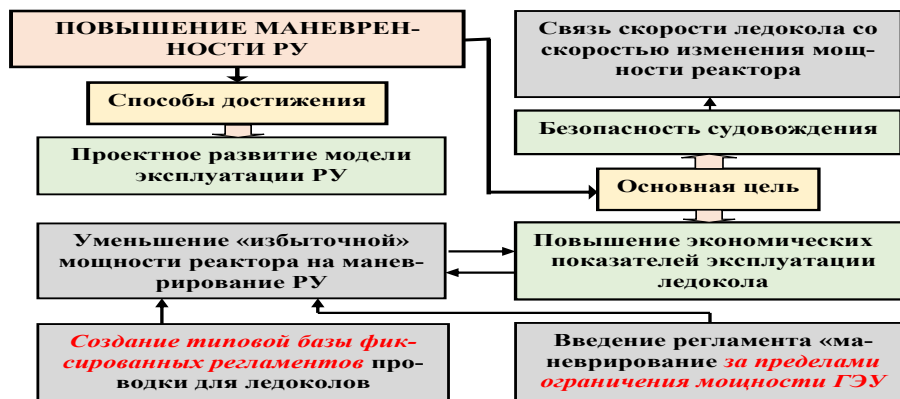 ПОВЫШЕНИЕ МАНЕВРЕН-
НОСТИ РУ
Способы достижения
Проектное развитие модели
эксплуатации РУ
Связь скорости ледокола со
скоростью изменения мощ-
ности реактора
Безопасность судовождения
Основная цель
Уменьшение «избыточной»
мощности реактора на манев-
рирование РУ
Повышение экономических
показателей эксплуатации
ледокола
Создание типовой базы фик-
сированных регламентов про-
водки для ледоколов
Введение регламента «ма-
неврирование за пределами
ограничения мощности ГЭУ